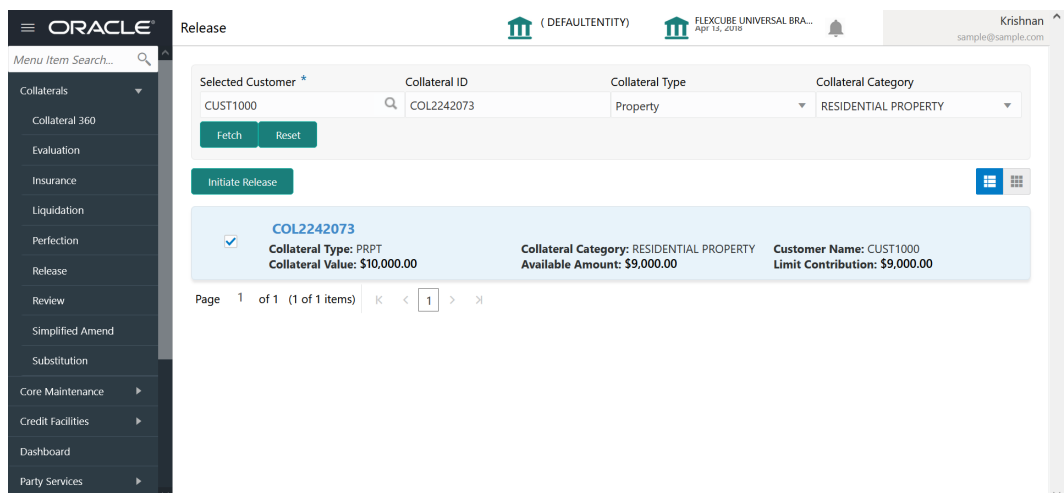 ORACLE
Release
( DEFAULTENTITY)
FLEXCUBE UNIVERSAL BRA...
Apr 13, 2018
Krishnan
sample@sample.com
Menu Item Search...
Collaterals
Collateral 360
Evaluation
Insurance
Liquidation
Perfection
Release
Review
Simplified Amend
Substitution
Core Maintenance
Credit Facilities
Dashboard
Party Services
Selected Customer * Collateral ID Collateral Type Collateral Category
CUST1000 COL2242073 Property RESIDENTIAL PROPERTY
Fetch Reset
Initiate Release
COL2242073
Collateral Type: PRPT Collateral Category: RESIDENTIAL PROPERTY Customer Name: CUST1000
Collateral Value: $10,000.00 Available Amount: $9,000.00 Limit Contribution: $9,000.00
Page 1 of 1 (1 of 1 items) 1